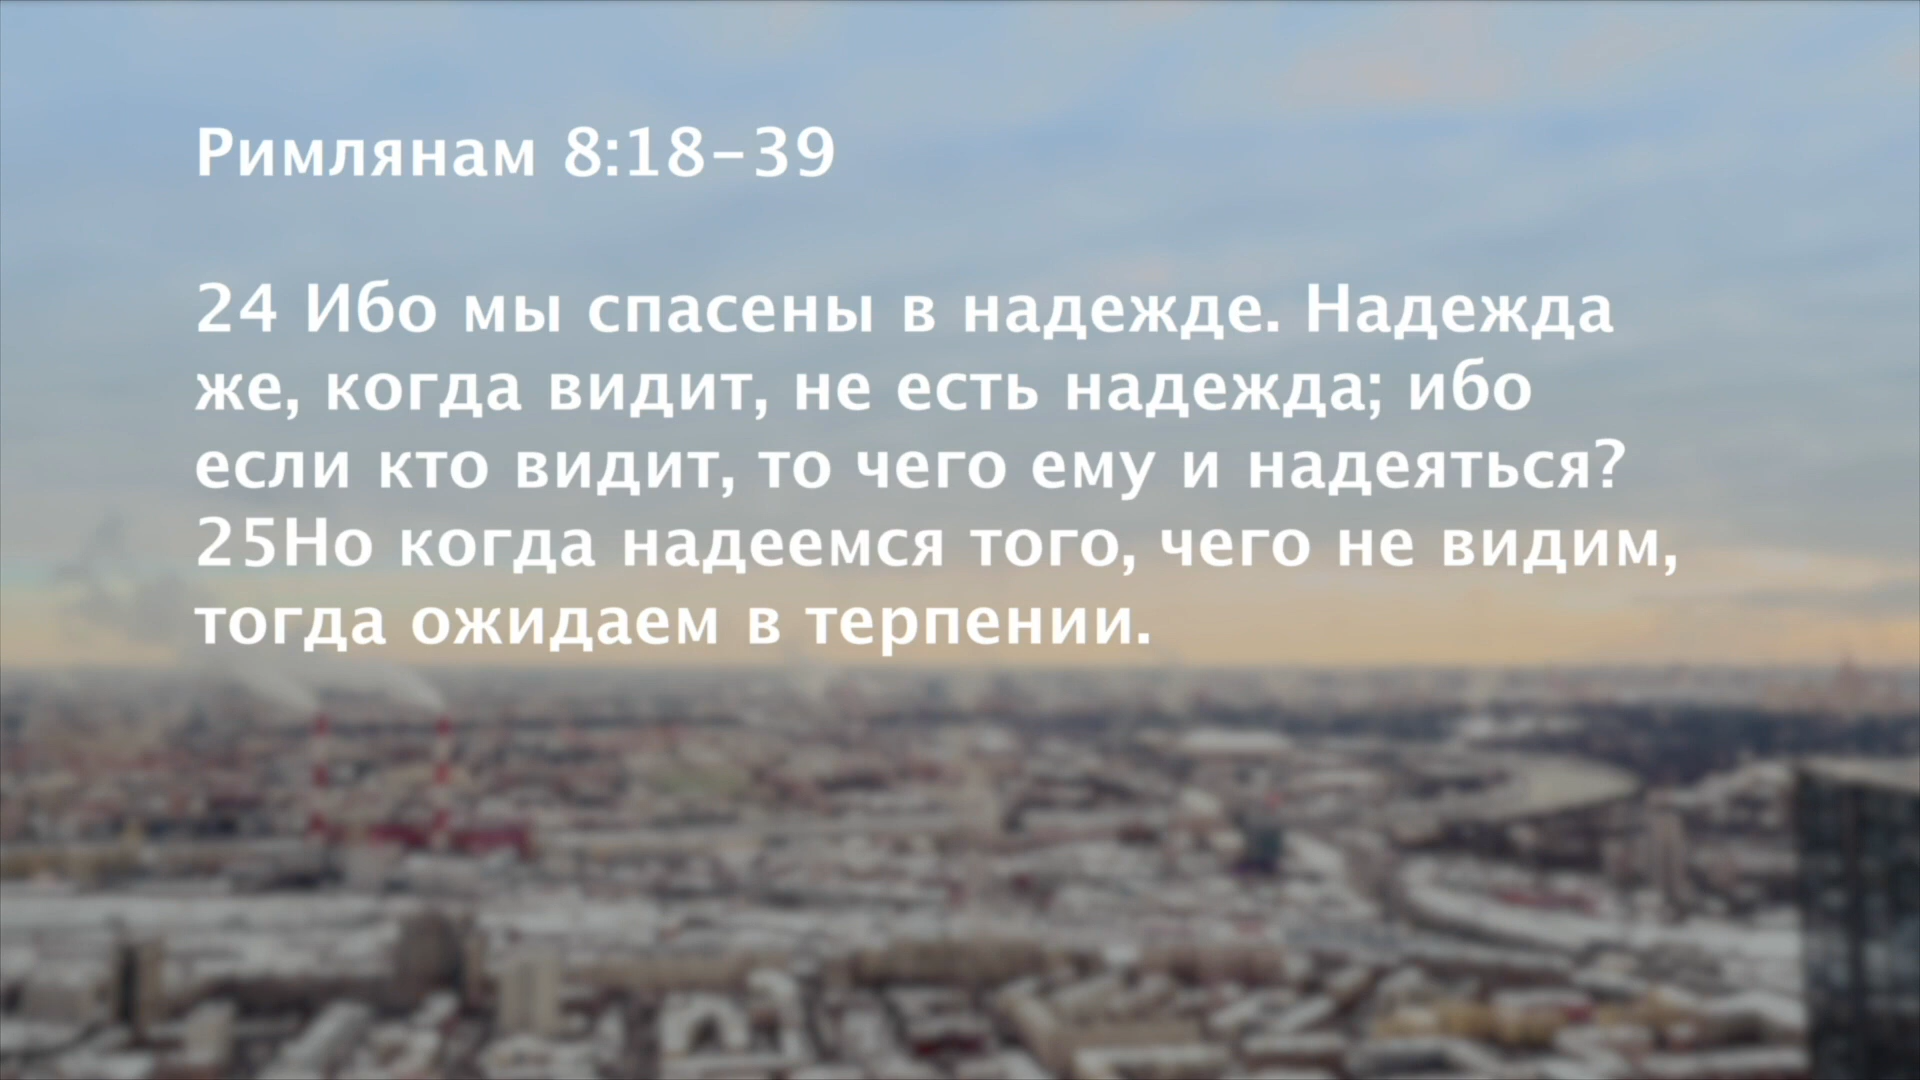 Римлянам 8:18-39
24 Ибо мы спасены в надежде. Надежда
же, когда видит, не есть надежда; ибо
если кто видит, то чего ему и надеяться?
25Но когда надеемся того, чего не видим,
тогда ожидаем в терпении.